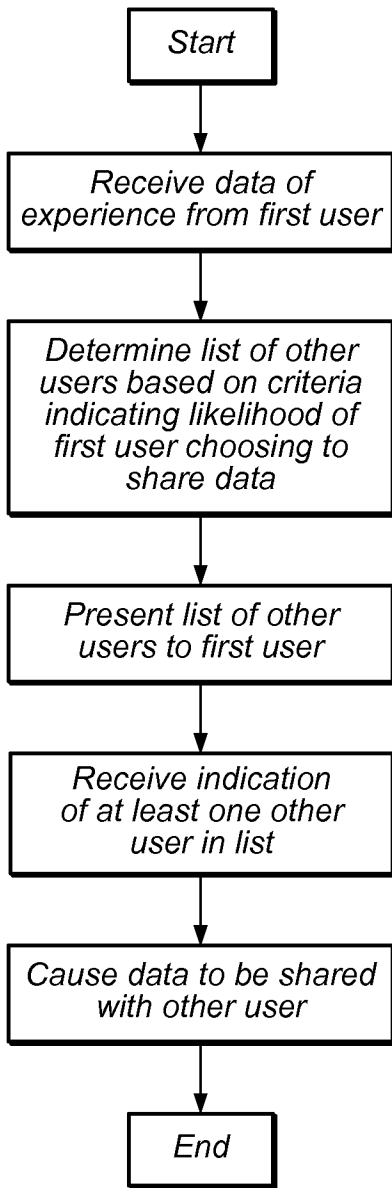 Start
Receive data of
experience from first user
Determine list of other
users based on criteria
indicating likelihood of
first user choosing to
share data
Present list of other
users to first user
Receive indication
of at least one other
user in list
Cause data to be shared
with other user
End